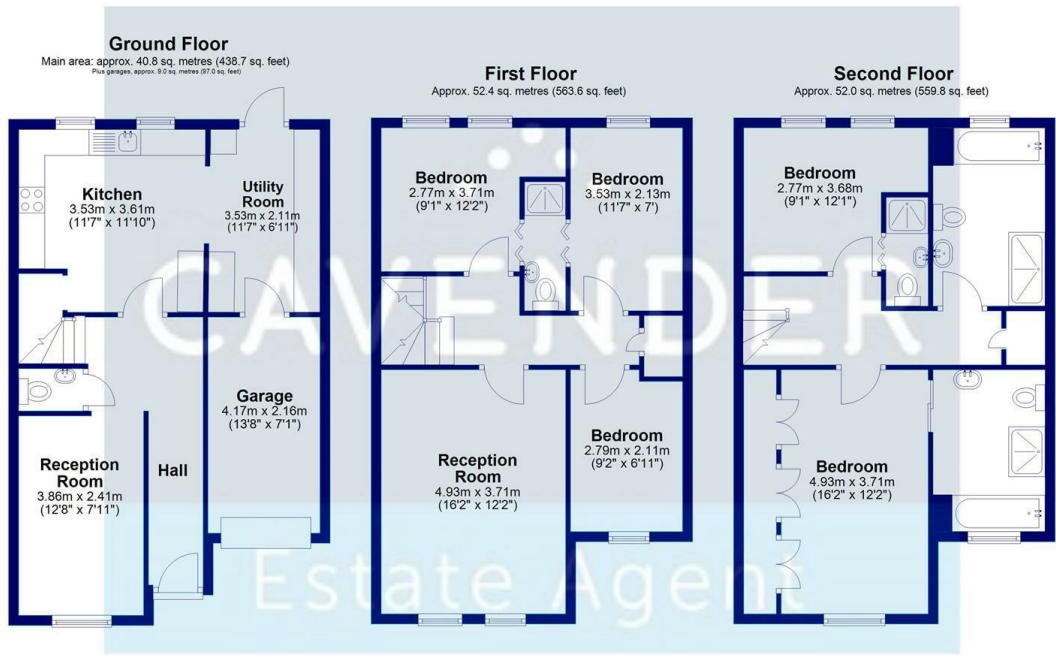 Ground Floor
Main area: approx. 40.8 sq. metres (438.7 sq. feet)
Plus garages, approx. 9.0 sq. metres (97.0 sq. feet)
Kitchen
3.53m x 3.61m
(11'7" x 11'10")
Utility
Room
3.53m x 2.11m
(11'7" x 6'11")
Garage
4.17m x 2.16m
(13'8" x 7'1")
Reception
Room
3.86m x 2.41m
(12'8" x 7'11")
Hall
First Floor
Approx. 52.4 sq. metres (563.6 sq. feet)
Bedroom
2.77m x 3.71m
(9'1" x 12'2")
Bedroom
3.53m x 2.13m
(11'7" x 7')
Reception
Room
4.93m x 3.71m
(16'2" x 12'2")
Bedroom
2.79m x 2.11m
(9'2" x 6'11")
Second Floor
Approx. 52.0 sq. metres (559.8 sq. feet)
Bedroom
2.77m x 3.68m
(9'1" x 12'1")
Bedroom
4.93m x 3.71m
(16'2" x 12'2")
CAVENDER
Estate Agent